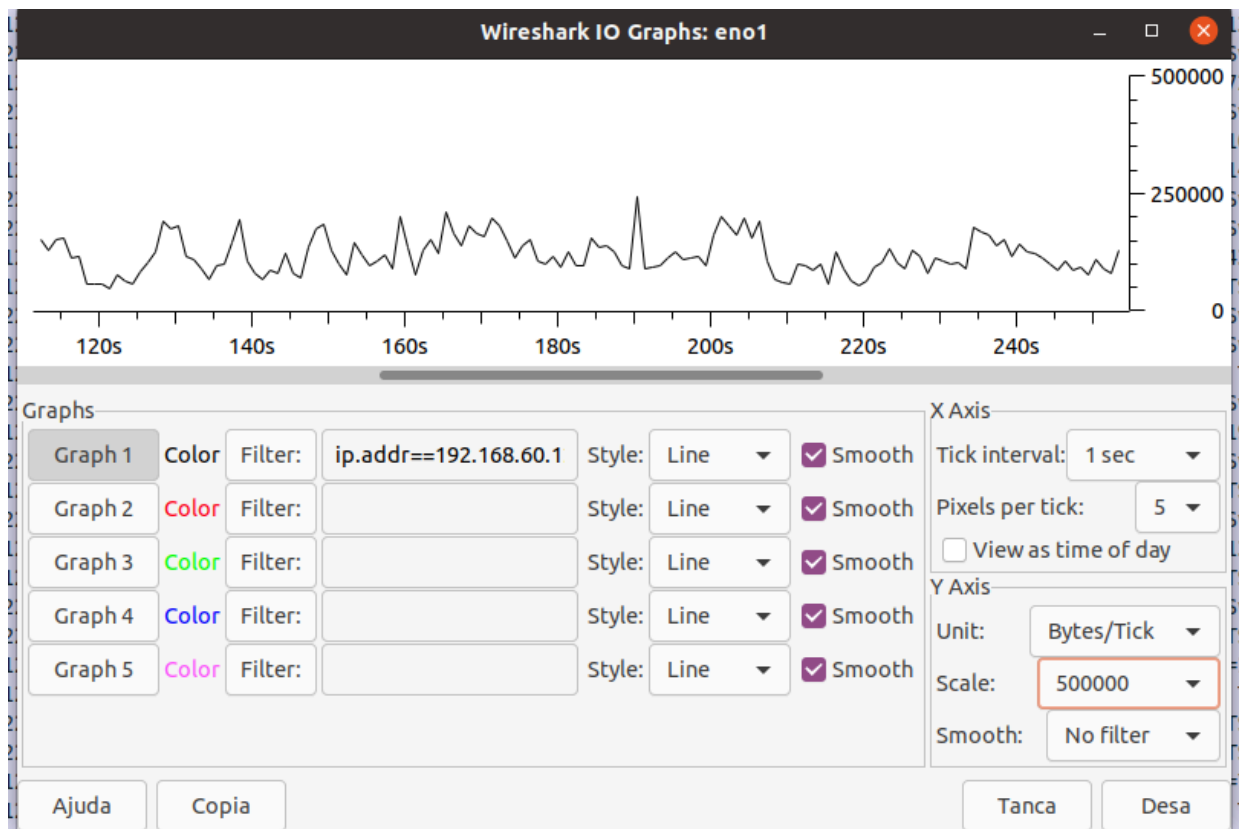 Wireshark IO Graphs: eno1
500000
250000
0
120s 140s 160s 180s 200s 220s 240s
Graphs
Graph 1 Color Filter: ip.addr==192.168.60.1 Style: Line Smooth
Graph 2 Color Filter: Style: Line Smooth
Graph 3 Color Filter: Style: Line Smooth
Graph 4 Color Filter: Style: Line Smooth
Graph 5 Color Filter: Style: Line Smooth
X Axis
Tick interval: 1 sec
Pixels per tick: 5
View as time of day
Y Axis
Unit: Bytes/Tick
Scale: 500000
Smooth: No filter
Ajuda Copia Tanca Desa